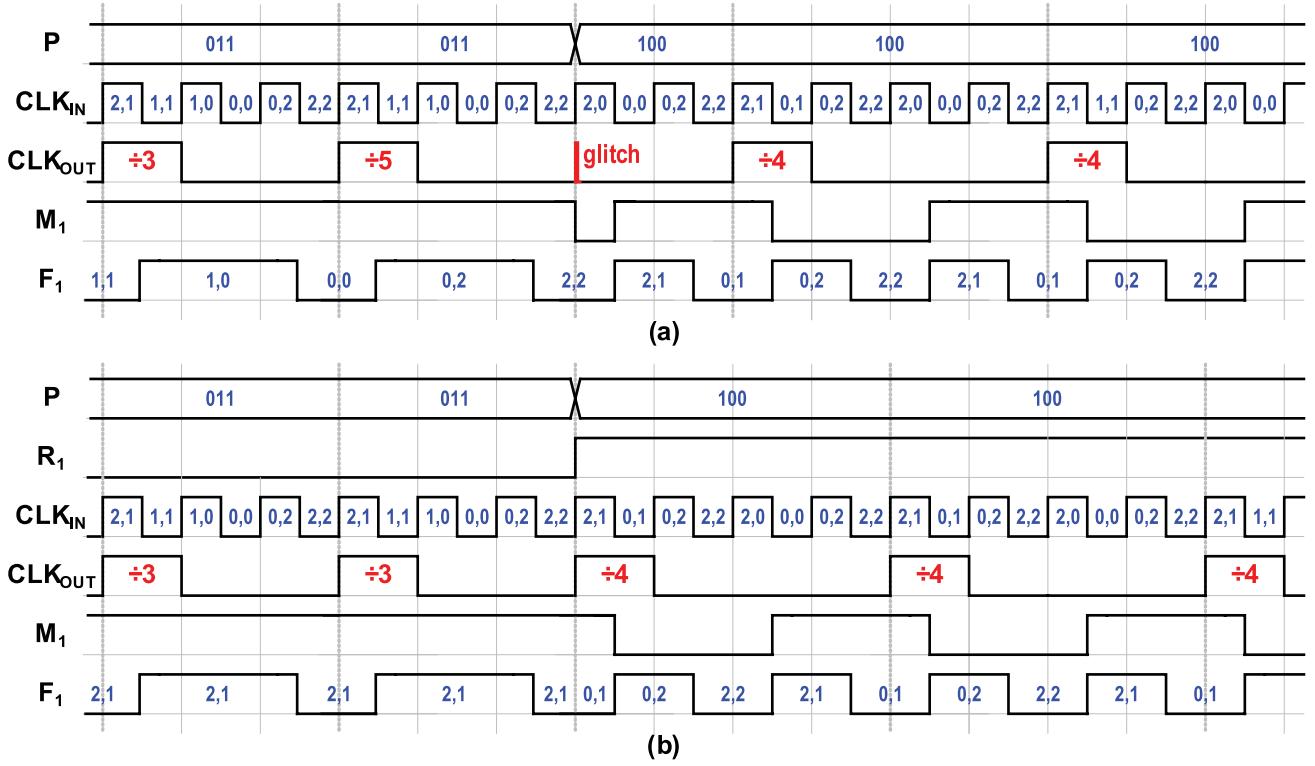 P 011 011 100 100 100
CLKIN 2,1 1,1 1,0 0,0 0,2 2,2 2,1 1,1 1,0 0,0 0,2 2,2 2,0 0,0 0,2 2,2 2,1 0,1 0,2 2,2 2,0 0,0 0,2 2,2 2,1 1,1 0,2 2,2 2,0 0,0
CLKOUT ÷3 ÷5 glitch ÷4 ÷4
M1
F1 1,1 1,0 0,0 0,2 2,2 2,1 0,1 0,2 2,2 2,1 0,1 0,2 2,2
(a)
P 011 011 100 100
R1
CLKIN 2,1 1,1 1,0 0,0 0,2 2,2 2,1 1,1 1,0 0,0 0,2 2,2 2,1 0,1 0,2 2,2 2,0 0,0 0,2 2,2 2,1 0,1 0,2 2,2 2,0 0,0 0,2 2,2 2,1 1,1
CLKOUT ÷3 ÷3 ÷4 ÷4 ÷4
M1
F1 2,1 2,1 2,1 2,1 2,1 0,1 0,2 2,2 2,1 0,1 0,2 2,2 2,1 0,1
(b)